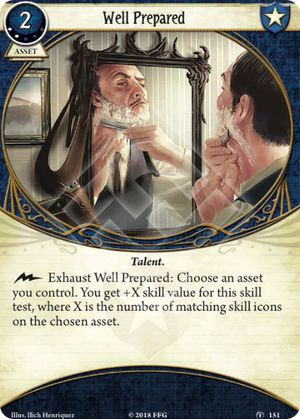 2
Well Prepared
ASSET
Talent.
Exhaust Well Prepared: Choose an asset
you control. You get +X skill value for this skill
test, where X is the number of matching skill icons
on the chosen asset.
Illus. Ilich Henriquez
© 2018 FFG
151